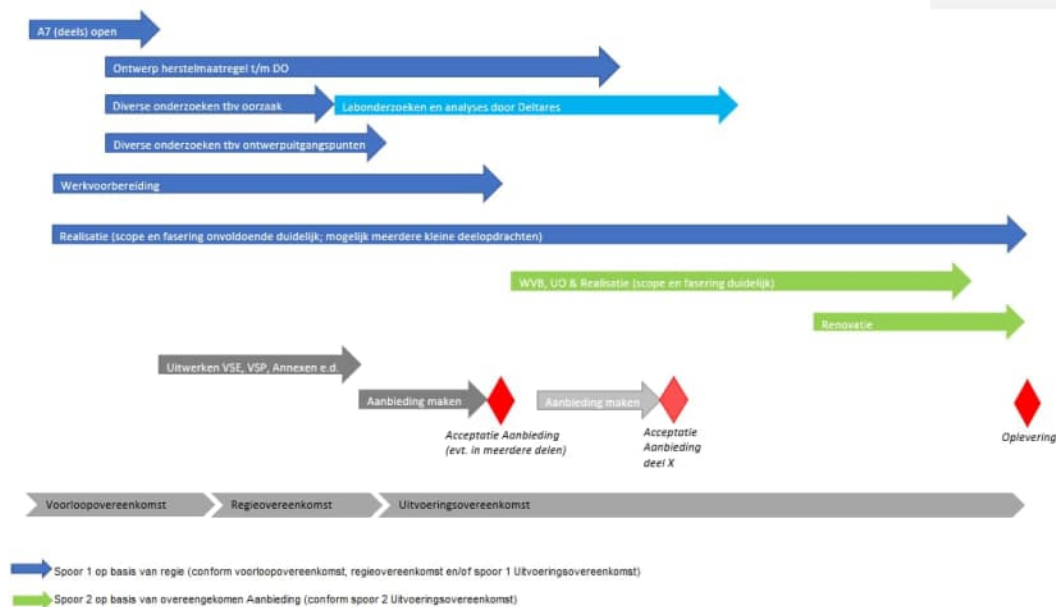 A7 (deels) open
Ontwerp herstelmaatregel t/m DO
Diverse onderzoeken tbv oorzaak
Labonderzoeken en analyses door Deltares
Diverse onderzoeken tbv ontwerpuitgangspunten
Werkvoorbereiding
Realisatie (scope en fasering onvoldoende duidelijk; mogelijk meerdere kleine deelopdrachten)
WVB, UO & Realisatie (scope en fasering duidelijk)
Renovatie
Uitwerken VSE, VSP, Annexen e.d.
Aanbieding maken
Aanbieding maken
Acceptatie Aanbieding
(evt. in meerdere delen)
Acceptatie
Aanbieding
deel X
Oplevering
Voorloopovereenkomst
Regieovereenkomst
Uitvoeringsovereenkomst
Spoor 1 op basis van regie (conform voorloopovereenkomst, regieovereenkomst en/of spoor 1 Uitvoeringsovereenkomst)
Spoor 2 op basis van overeengekomen Aanbieding (conform spoor 2 Uitvoeringsovereenkomst)